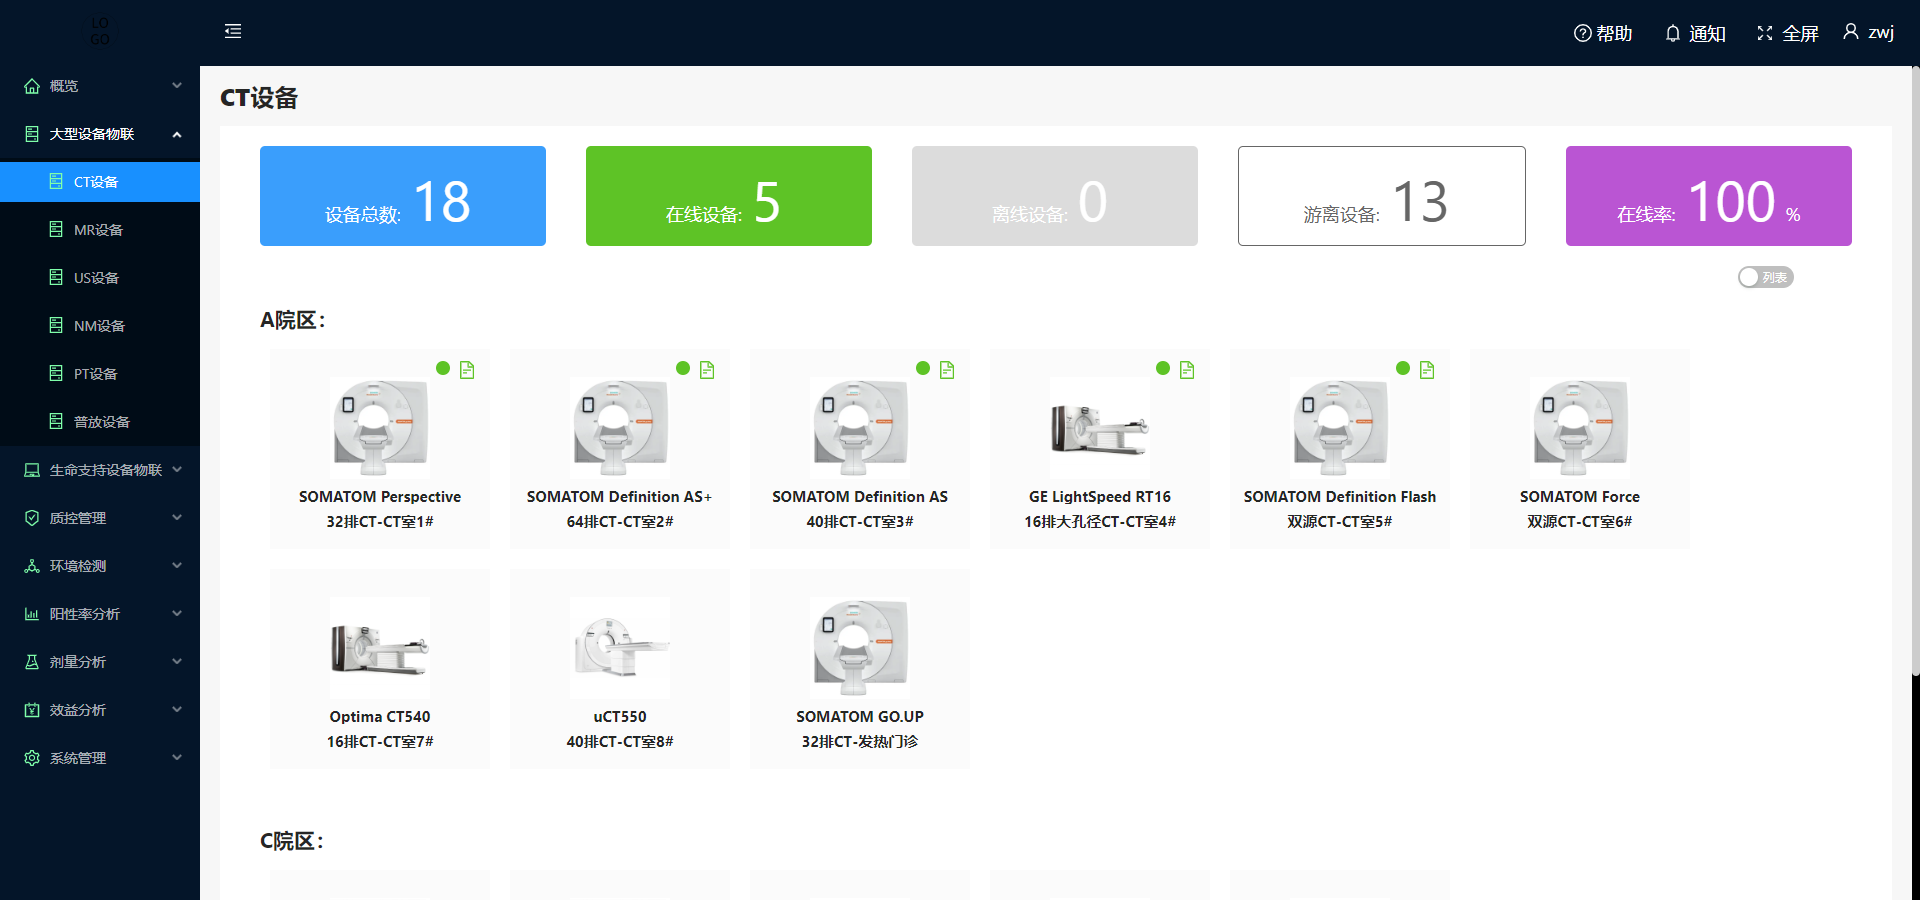 LO
GO
帮助
通知
全屏
zwj
概览
大型设备物联
CT设备
MR设备
US设备
NM设备
PT设备
普放设备
生命支持设备物联
质控管理
环境检测
阳性率分析
剂量分析
效益分析
系统管理
CT设备
设备总数: 18
在线设备: 5
离线设备: 0
游离设备: 13
在线率: 100 %
列表
A院区：
SOMATOM Perspective
32排CT-CT室1#
SOMATOM Definition AS+
64排CT-CT室2#
SOMATOM Definition AS
40排CT-CT室3#
GE LightSpeed RT16
16排大孔径CT-CT室4#
SOMATOM Definition Flash
双源CT-CT室5#
SOMATOM Force
双源CT-CT室6#
Optima CT540
16排CT-CT室7#
uCT550
40排CT-CT室8#
SOMATOM GO.UP
32排CT-发热门诊
C院区：